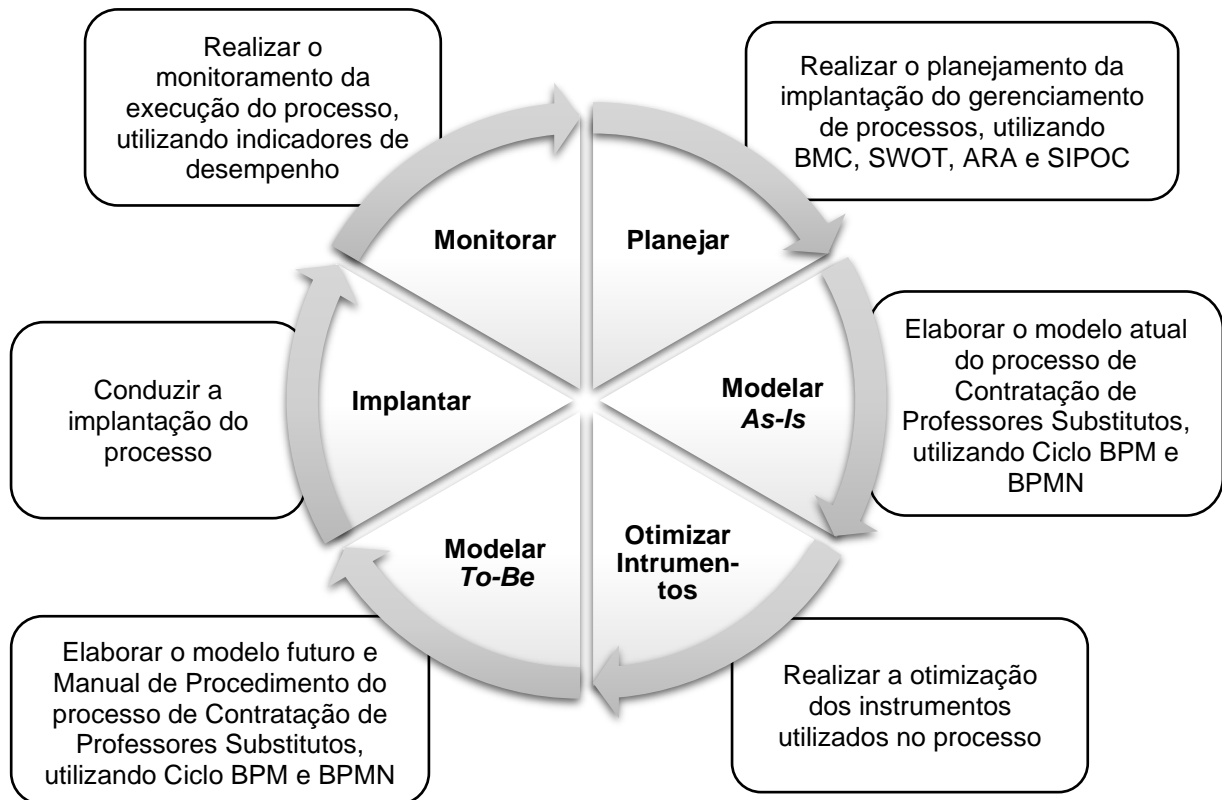 Realizar o
monitoramento da
execução do processo,
utilizando indicadores de
desempenho
Realizar o planejamento da
implantação do gerenciamento
de processos, utilizando
BMC, SWOT, ARA e SIPOC
Monitorar
Planejar
Conduzir a
implantação do
processo
Implantar
Modelar
As-Is
Elaborar o modelo atual
do processo de
Contratação de
Professores Substitutos,
utilizando Ciclo BPM e
BPMN
Modelar
To-Be
Otimizar
Intrumen-
tos
Elaborar o modelo futuro e
Manual de Procedimento do
processo de Contratação de
Professores Substitutos,
utilizando Ciclo BPM e BPMN
Realizar a otimização
dos instrumentos
utilizados no processo